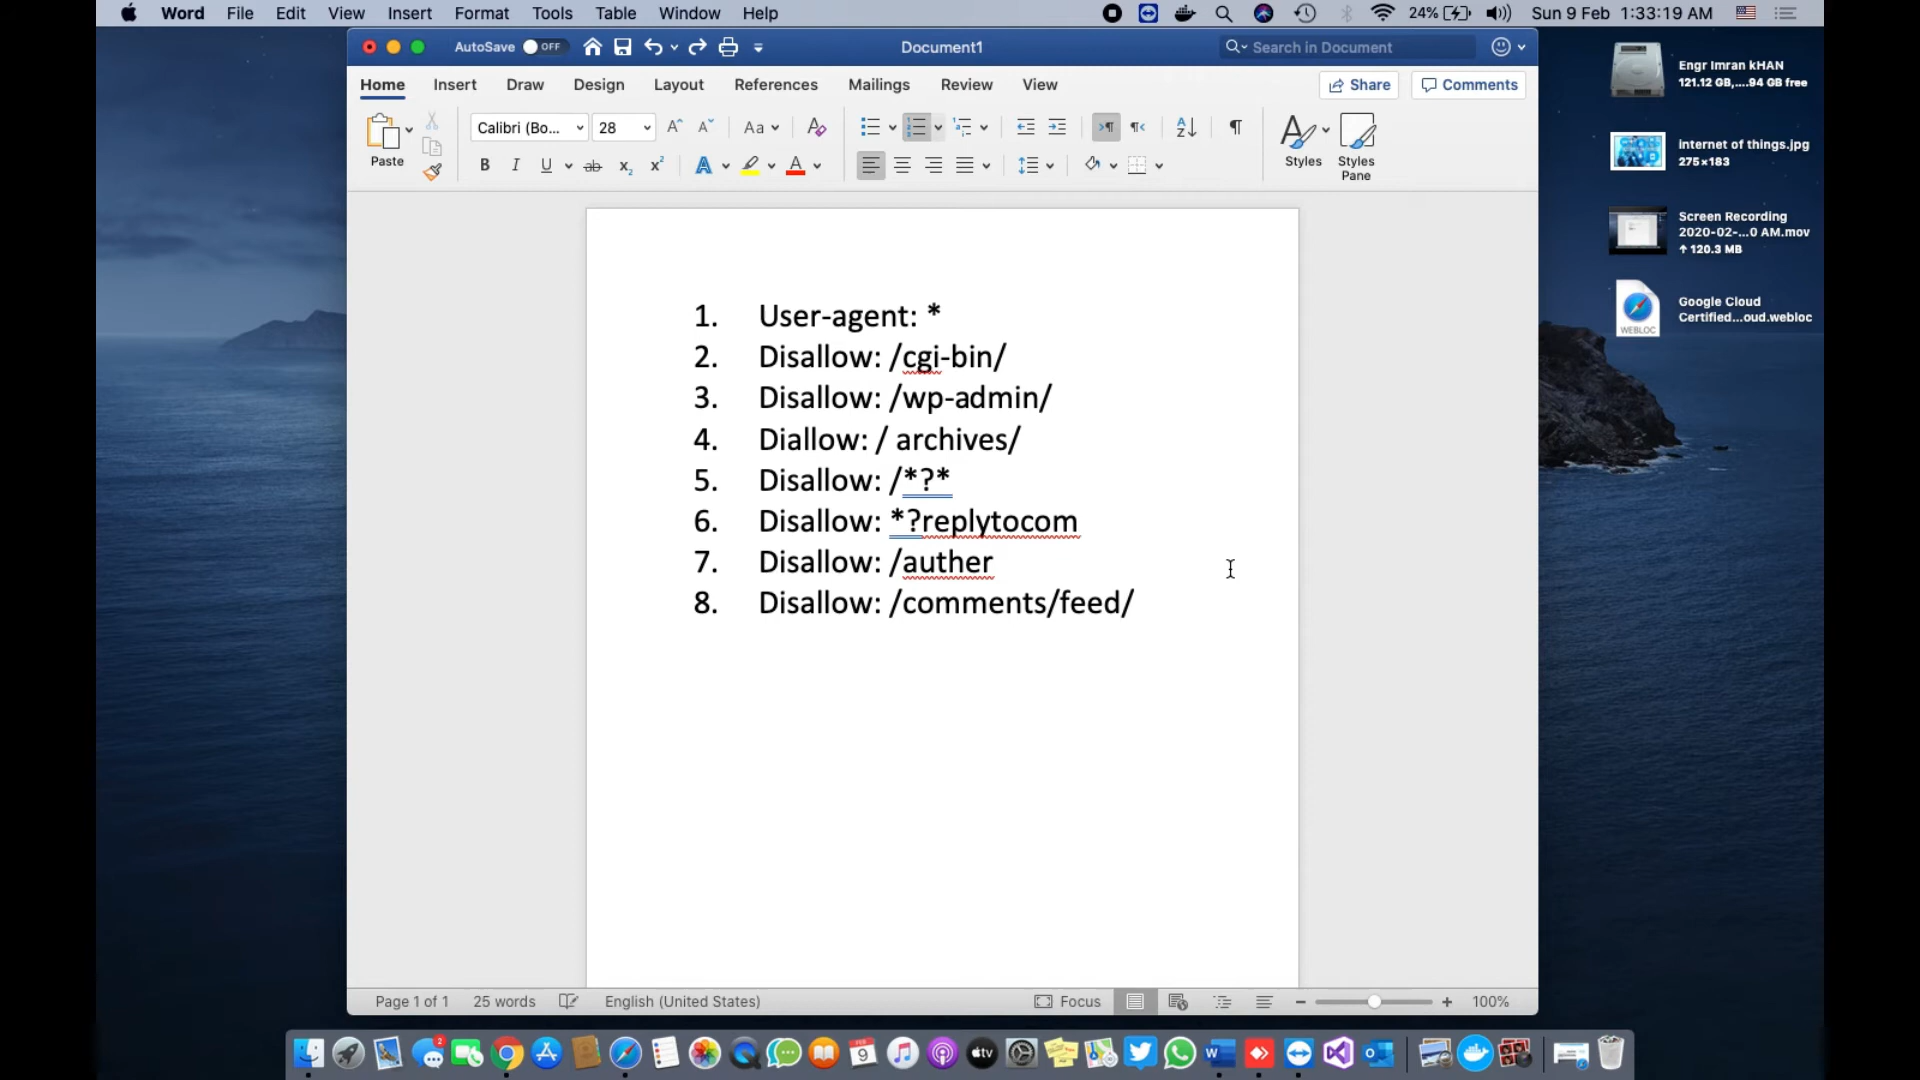 Word File Edit View Insert Format Tools Table Window Help 24% Sun 9 Feb 1:33:19 AM
AutoSave OFF Document1 Search in Document
Home Insert Draw Design Layout References Mailings Review View Share Comments
Calibri (Bo... 28 Aa
Paste Styles Styles Pane
Engr Imran kHAN
121.12 GB,....94 GB free
internet of things.jpg
275×183
Screen Recording
2020-02-...0 AM.mov
↑ 120.3 MB
Google Cloud
Certified...oud.webloc
WEBLOC
1. User-agent: *
2. Disallow: /cgi-bin/
3. Disallow: /wp-admin/
4. Diallow: / archives/
5. Disallow: /*?*
6. Disallow: *?replytocom
7. Disallow: /auther
8. Disallow: /comments/feed/
Page 1 of 1 25 words English (United States) Focus 100%